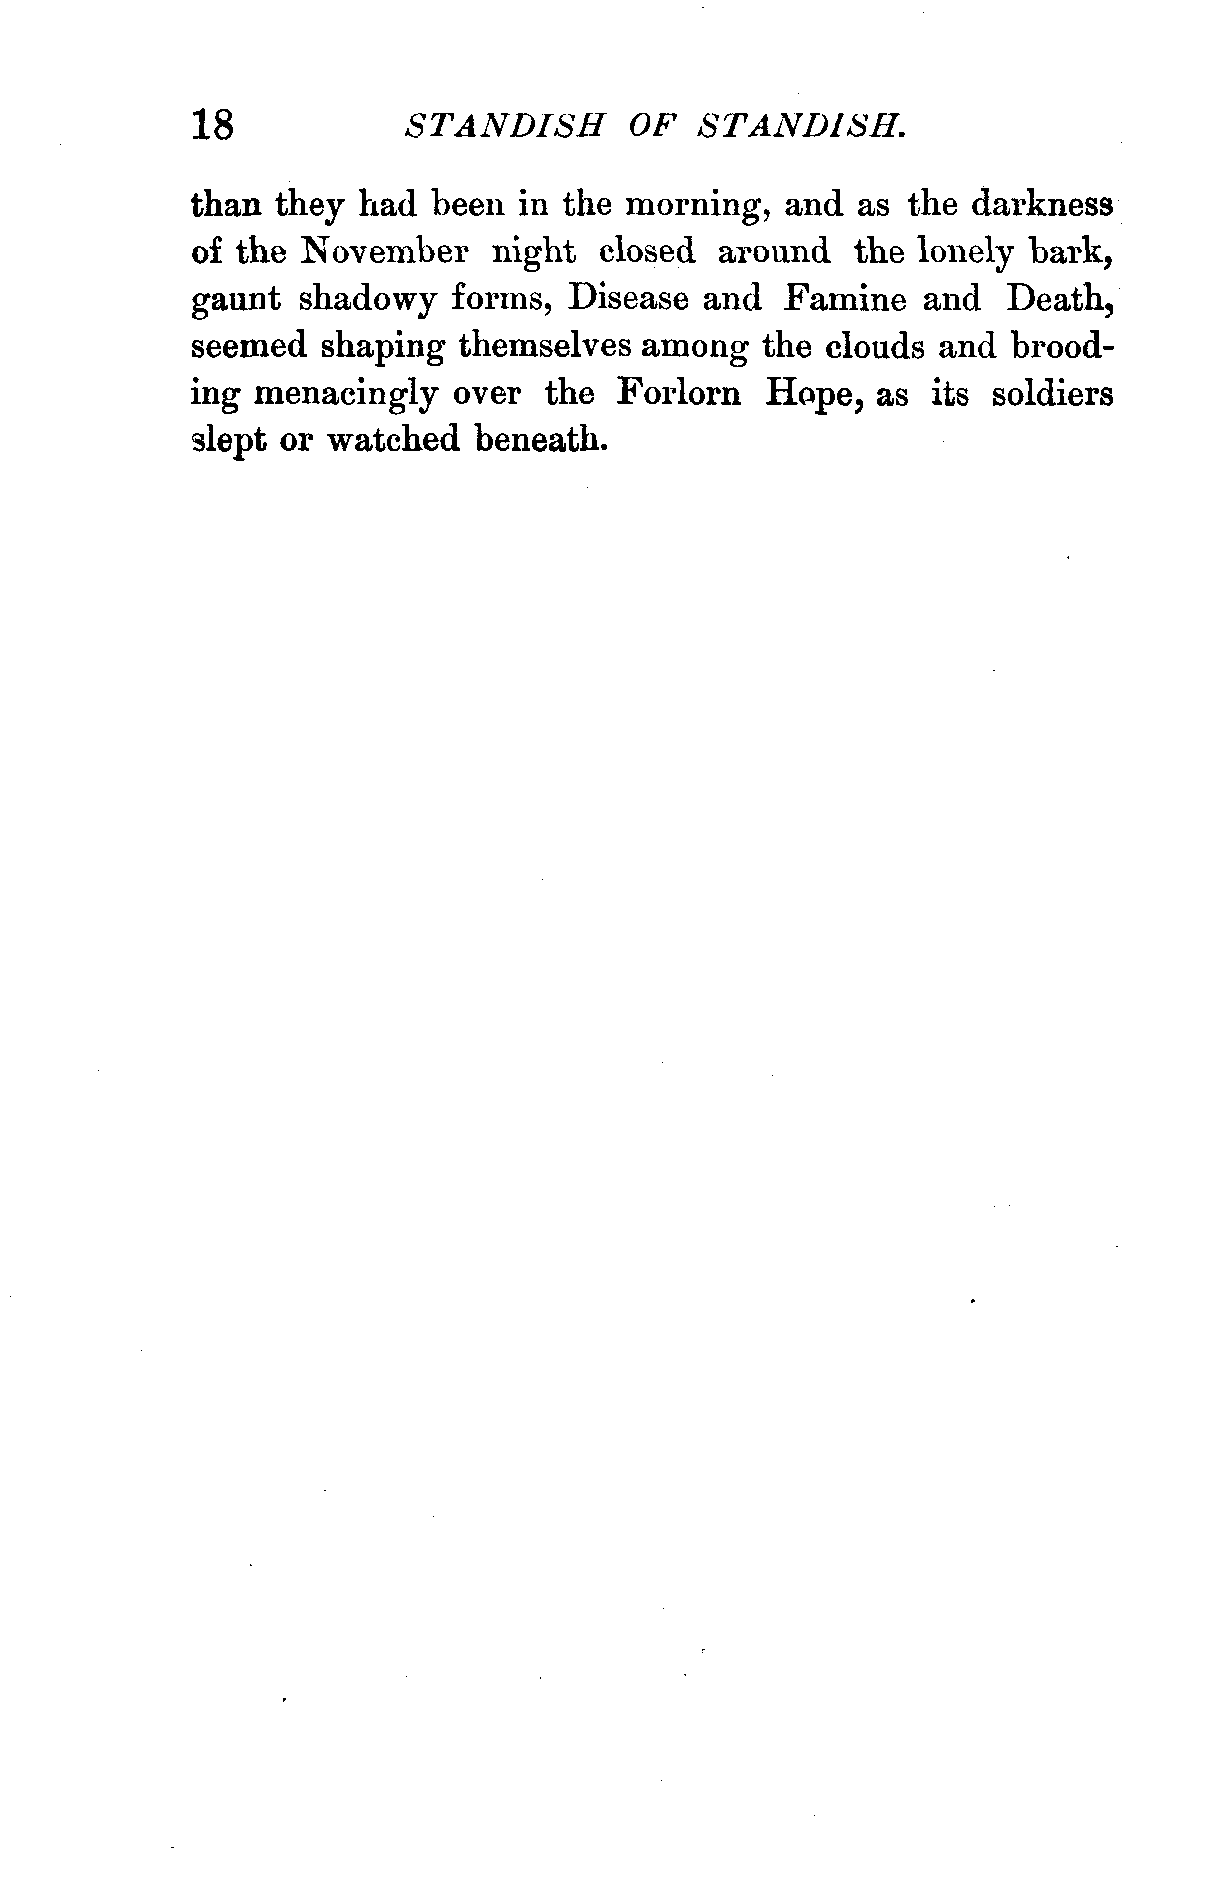 18 STANDISH OF STANDISH.
than they had been in the morning, and as the darkness
of the November night closed around the lonely bark,
gaunt shadowy forms, Disease and Famine and Death,
seemed shaping themselves among the clouds and brood-
ing menacingly over the Forlorn Hope, as its soldiers
slept or watched beneath.